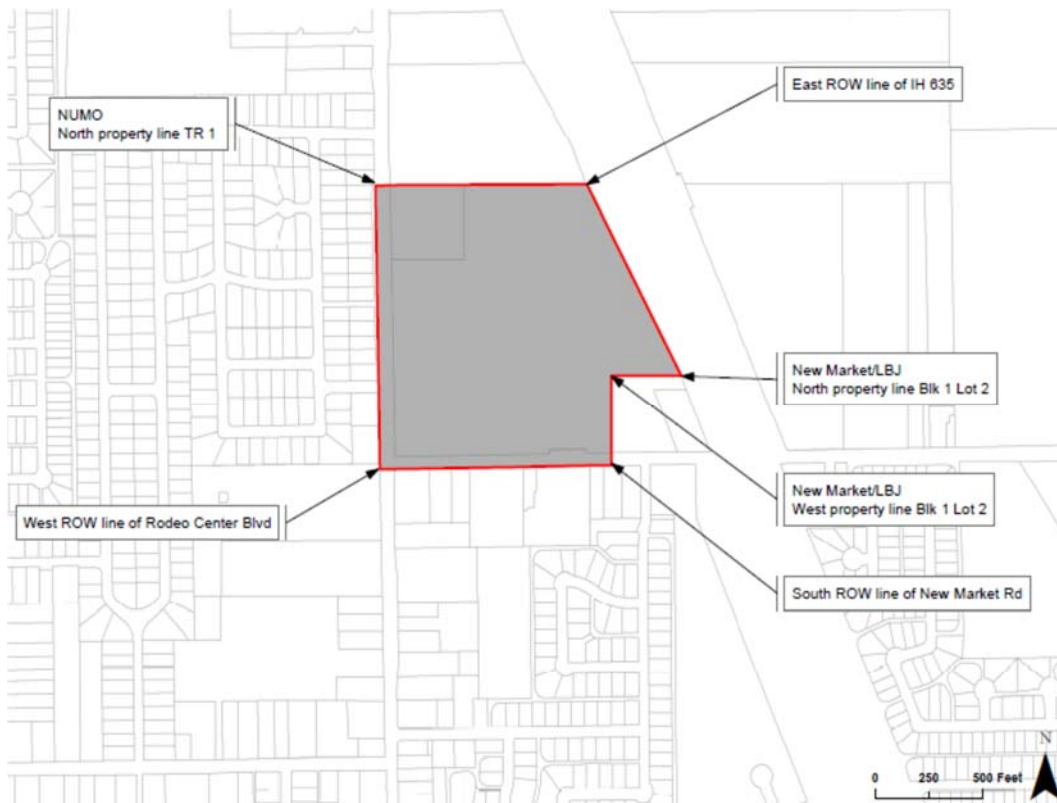 East ROW line of IH 635
NUMO
North property line TR 1
New Market/LBJ
North property line Blk 1 Lot 2
New Market/LBJ
West property line Blk 1 Lot 2
West ROW line of Rodeo Center Blvd
South ROW line of New Market Rd
N
0 250 500 Feet